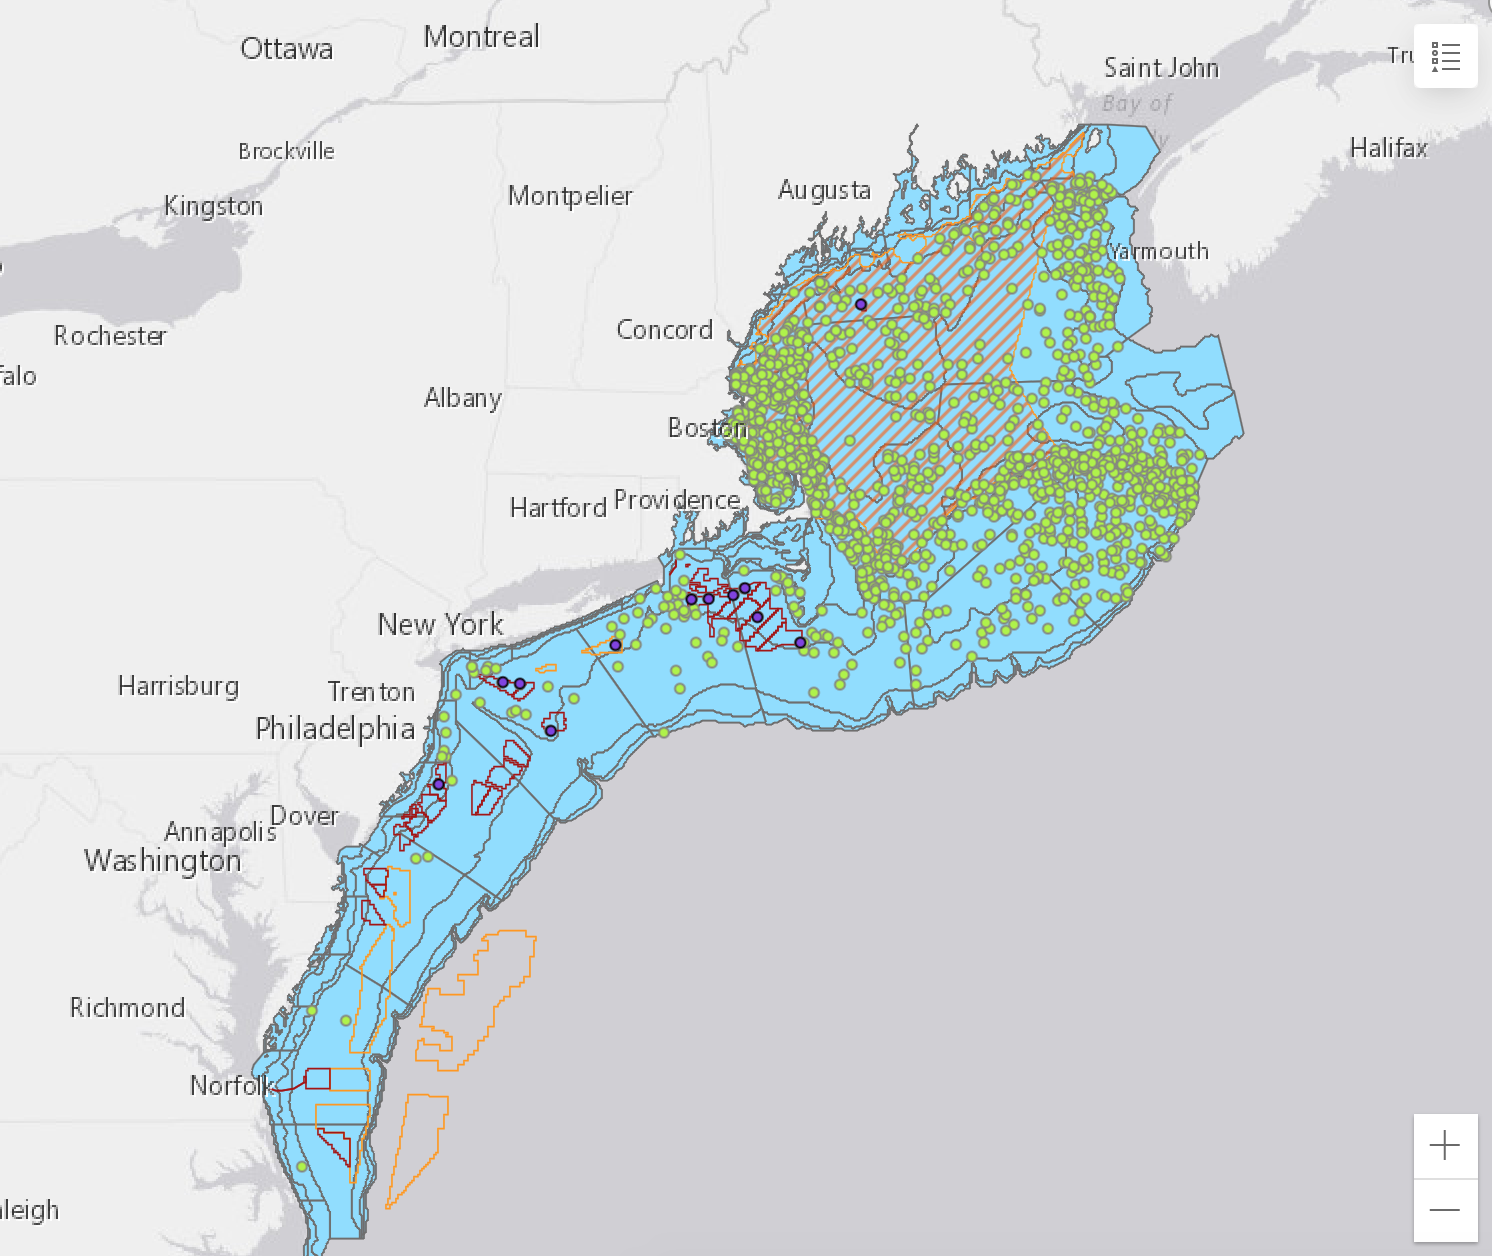 Ottawa
Montreal
Saint John
Tru
Bay of
Brockville
Halifax
Kingston
Montpelier
Augusta
Yarmouth
Rochester
Concord
falo
Albany
Boston
Hartford
Providence
New York
Harrisburg
Trenton
Philadelphia
Dover
Annapolis
Washington
Richmond
Norfolk
leigh